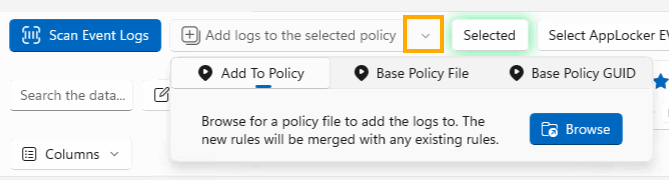 Scan Event Logs
Add logs to the selected policy
Selected
Select AppLocker EV
Add To Policy
Base Policy File
Base Policy GUID
Search the data...
Browse for a policy file to add the logs to. The
new rules will be merged with any existing rules.
Browse
Columns